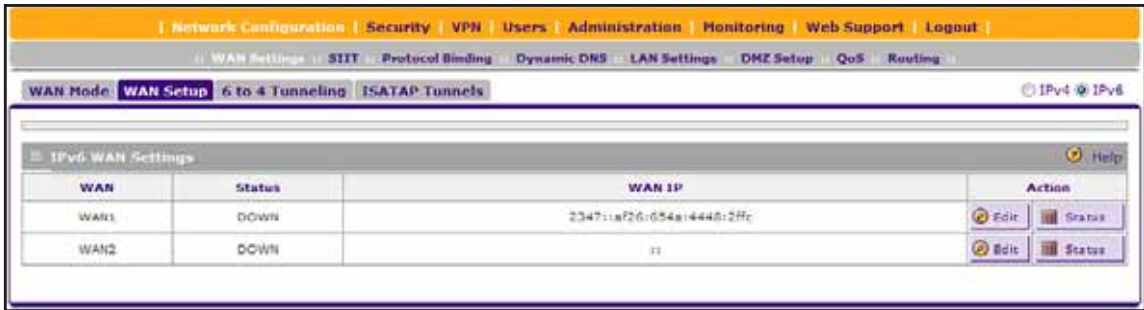 Network Configuration | Security | VPN | Users | Administration | Monitoring | Web Support | Logout
WAN Settings :: SIIT :: Protocol Binding :: Dynamic DNS :: LAN Settings :: DMZ Setup :: QoS :: Routing
WAN Mode WAN Setup 6 to 4 Tunneling ISATAP Tunnels IPv4 IPv6
IPv6 WAN Settings Help
WAN Status WAN IP Action
WAN1 DOWN 2347::af26:654a:4448:2ffc Edit Status
WAN2 DOWN :: Edit Status